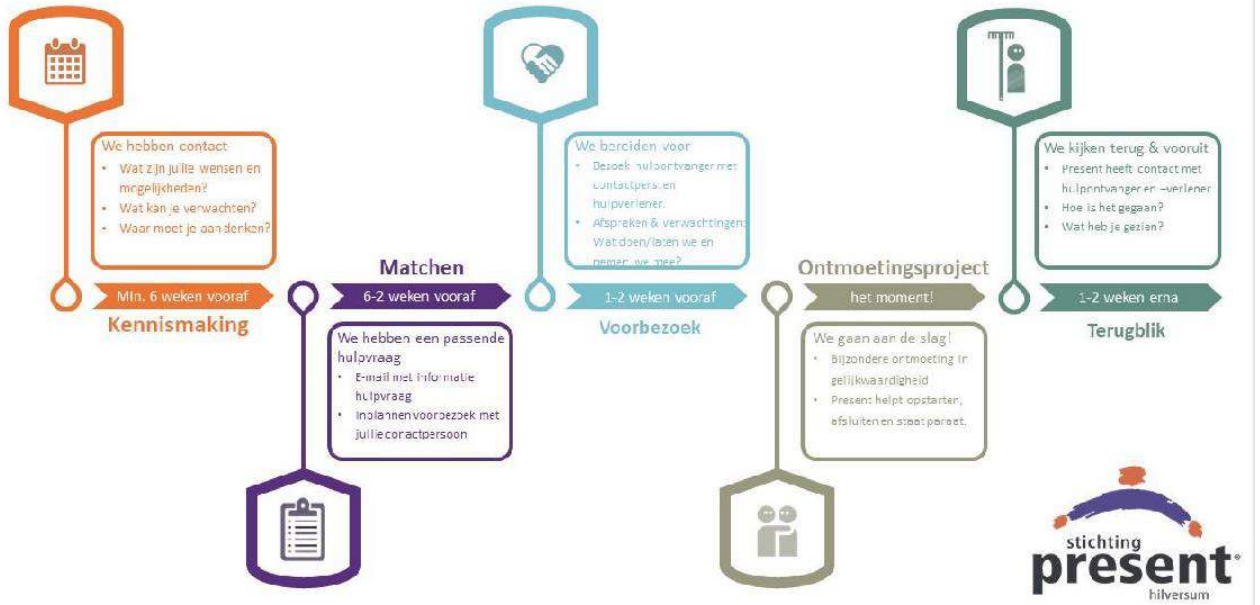 We hebben contact
• Wat zijn jullie wensen en
mogelijkheden?
• Wat kan je verwachten?
• Waar moet je aan denken?
Min. 6 weken vooraf
Kennismaking
Matchen
6-2 weken vooraf
We hebben een passende
hulpvraag
• E-mail met informatie
hulpvraag
• Inplannen voorbezoek met
jullie conactpersoon
We bereiden voor
• Bezoek hulpontvanger met
contactpers. en
hulpverlener.
• Afspraken & verwachtingen:
Wat doen/laten we en
nemen we mee?
1-2 weken vooraf
Voorbezoek
Ontmoetingsproject
het moment!
We gaan aan de slag!
• Bijzondere ontmoeting in
gelijkwaardigheid
• Present helpt opstarten,
afsluiten en staat paraat.
We kijken terug & vooruit
• Present heeft contact met
hulpontvanger en –verlener
• Hoe is het gegaan?
• Wat heb je gezien?
1-2 weken erna
Terugblik
stichting
present
hilversum